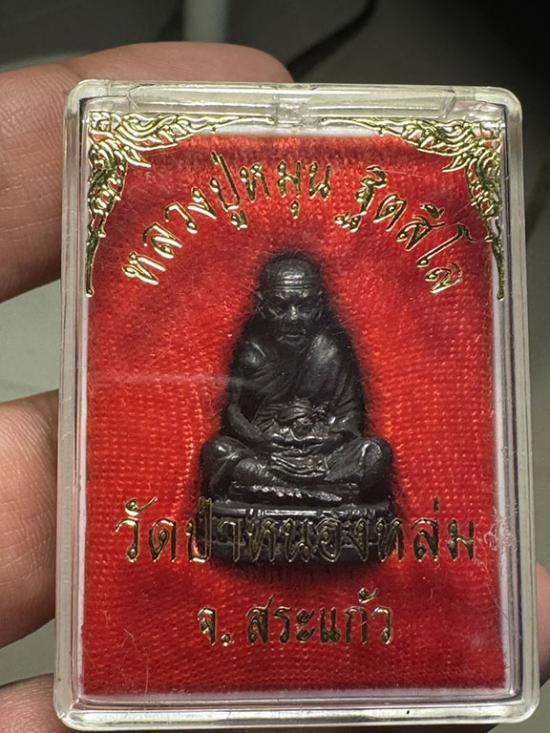 หลวงปู่หมุน ฐิตสีโล
วัดป่าหนองหล่ม
จ. สระแก้ว